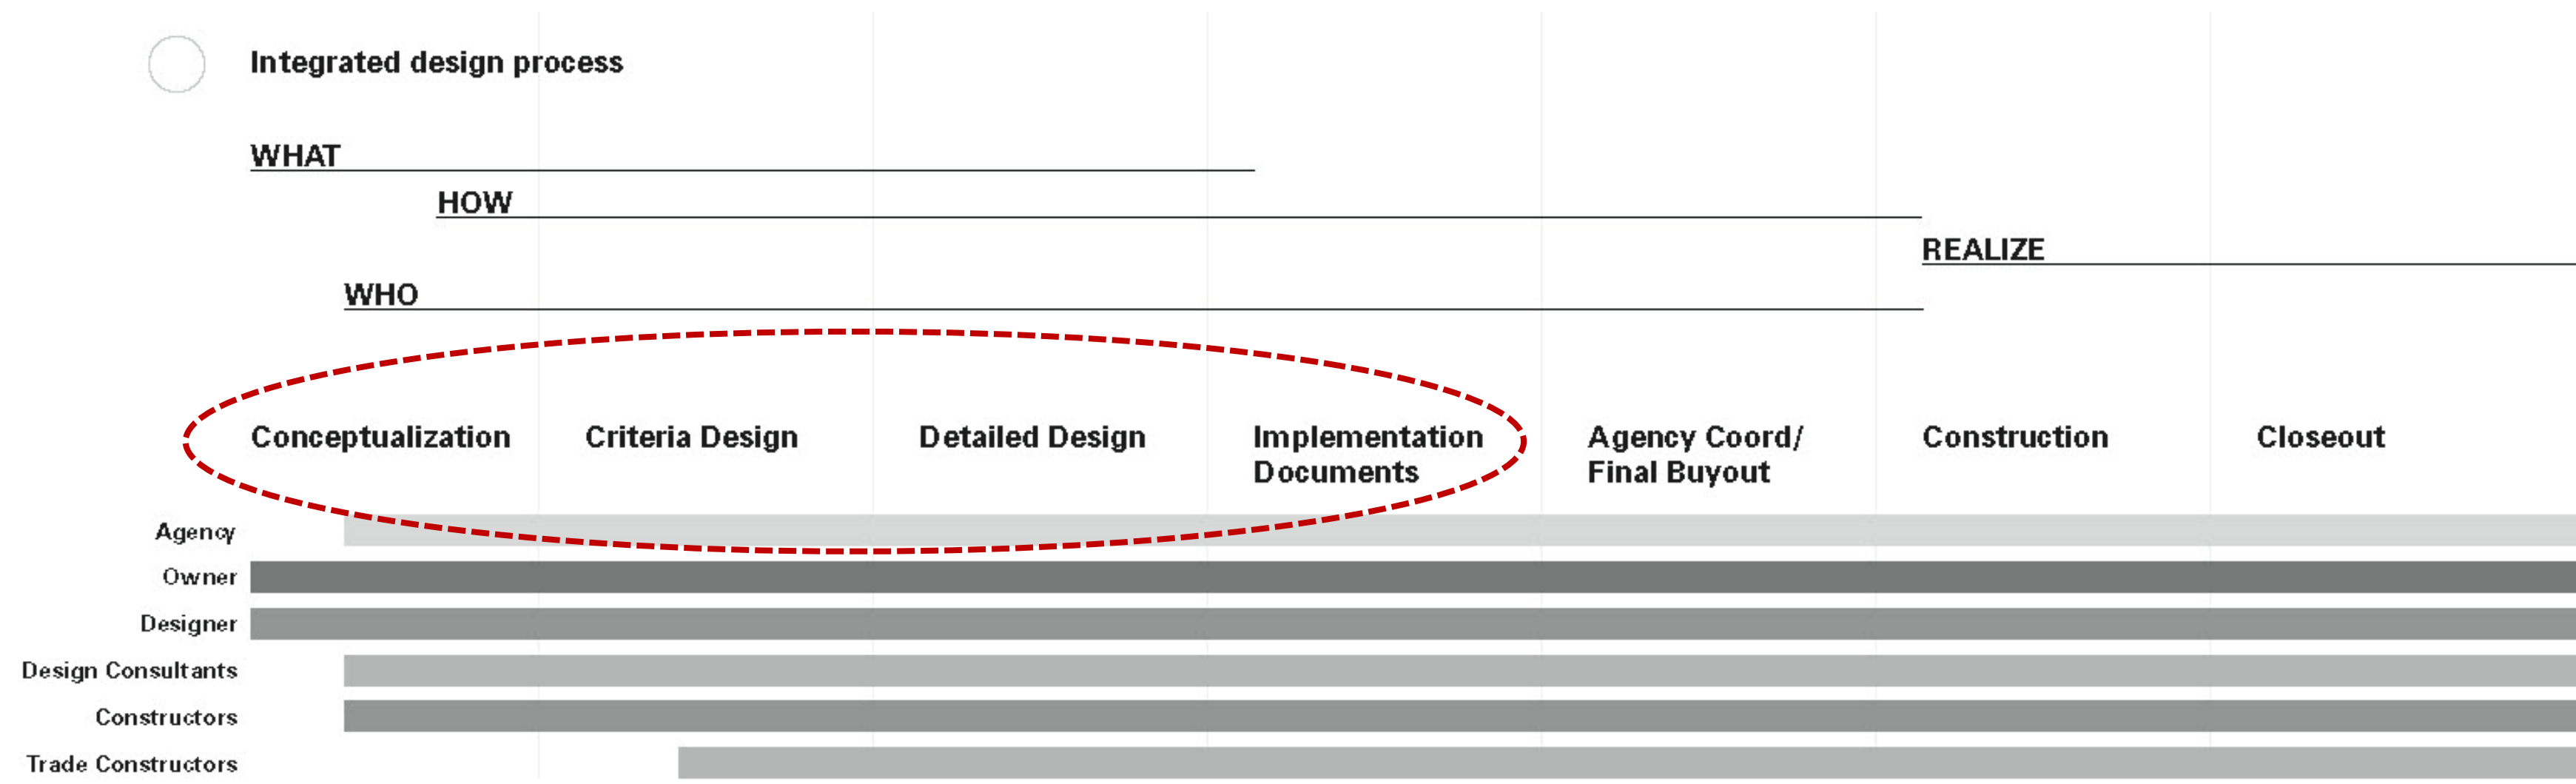 Integrated design process
WHAT
HOW
REALIZE
WHO
Conceptualization
Criteria Design
Detailed Design
Implementation
Documents
Agency Coord/
Final Buyout
Construction
Closeout
Agency
Owner
Designer
Design Consultants
Constructors
Trade Constructors